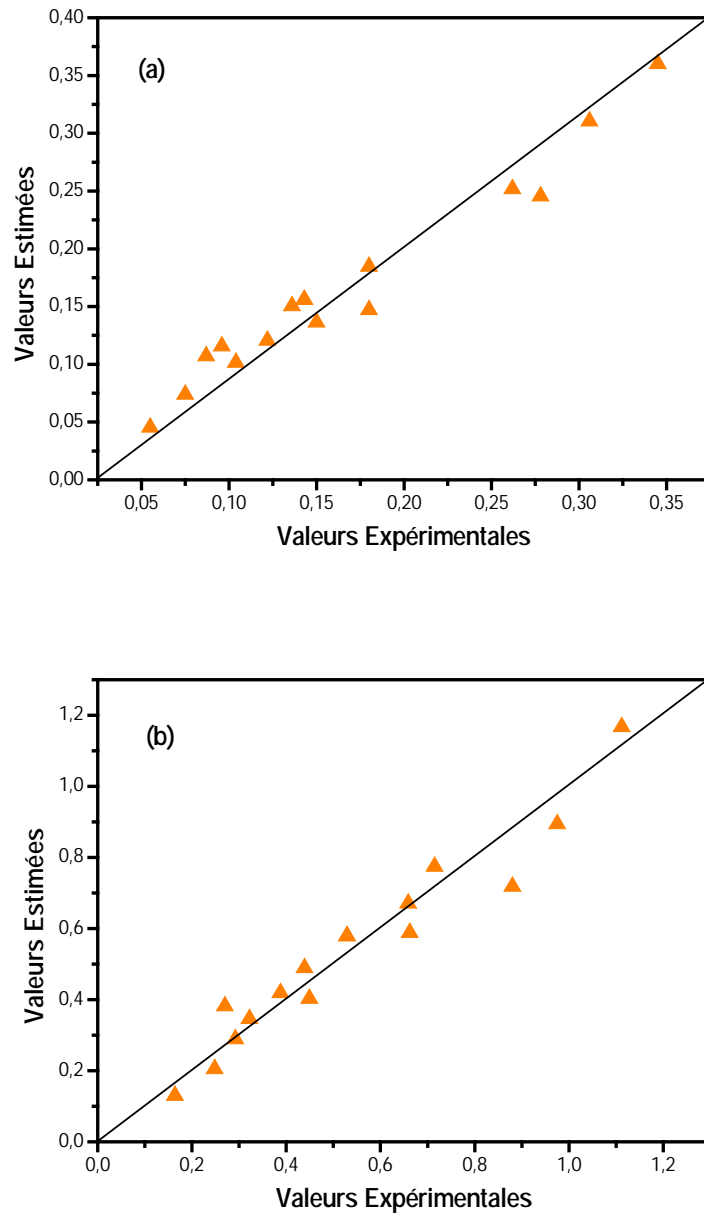 0,40
(a)
0,35
0,30
0,25
0,20
0,15
0,10
0,05
0,00
Valeurs Estimées
0,05 0,10 0,15 0,20 0,25 0,30 0,35
Valeurs Expérimentales
(b)
1,2
1,0
0,8
0,6
0,4
0,2
0,0
Valeurs Estimées
0,0 0,2 0,4 0,6 0,8 1,0 1,2
Valeurs Expérimentales